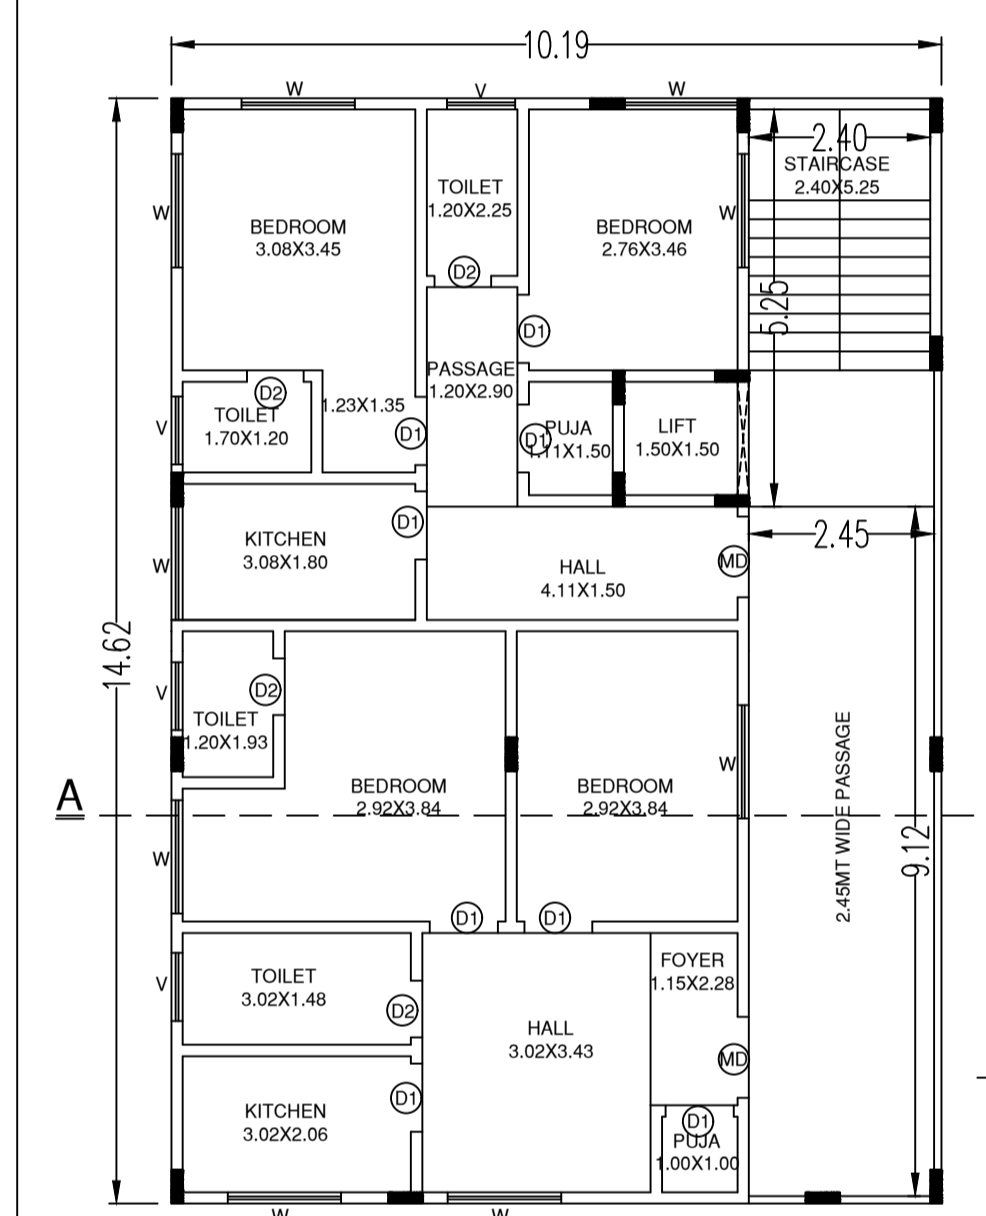 10.19
W
V
W
2.40
STAIRCASE
2.40X5.25
TOILET
1.20X2.25
W
W
BEDROOM
3.08X3.45
BEDROOM
2.76X3.46
D2
5.25
D1
PASSAGE
1.20X2.90
D2
TOILET
1.70X1.20
1.23X1.35
V
D1
D1
PUJA
1.11X1.50
LIFT
1.50X1.50
D1
2.45
KITCHEN
3.08X1.80
W
MD
HALL
4.11X1.50
14.62
V
D2
TOILET
1.20X1.93
W
A
BEDROOM
2.92X3.84
BEDROOM
2.92X3.84
2.45MT WIDE PASSAGE
9.12
W
D1
D1
TOILET
3.02X1.48
V
D2
FOYER
1.15X2.28
HALL
3.02X3.43
MD
D1
KITCHEN
3.02X2.06
D1
PUJA
1.00X1.00
W
W